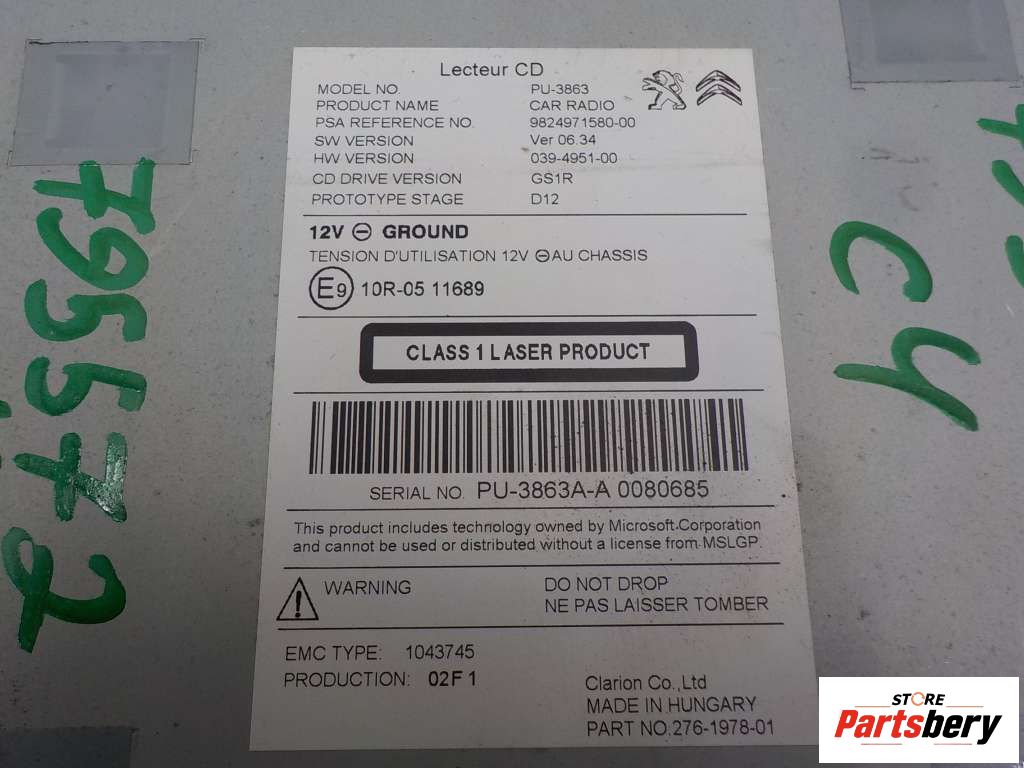 Lecteur CD
MODEL NO. PU-3863
PRODUCT NAME CAR RADIO
PSA REFERENCE NO. 9824971580-00
SW VERSION Ver 06.34
HW VERSION 039-4951-00
CD DRIVE VERSION GS1R
PROTOTYPE STAGE D12
12V ⊖ GROUND
TENSION D'UTILISATION 12V ⊖ AU CHASSIS
E9 10R-05 11689
CLASS 1 LASER PRODUCT
SERIAL NO. PU-3863A-A 0080685
This product includes technology owned by Microsoft Corporation
and cannot be used or distributed without a license from MSLGP.
WARNING DO NOT DROP
NE PAS LAISSER TOMBER
EMC TYPE: 1043745
PRODUCTION: 02F1
Clarion Co.,Ltd
MADE IN HUNGARY
PART NO.276-1978-01
795572
C4
STORE
Partsbery